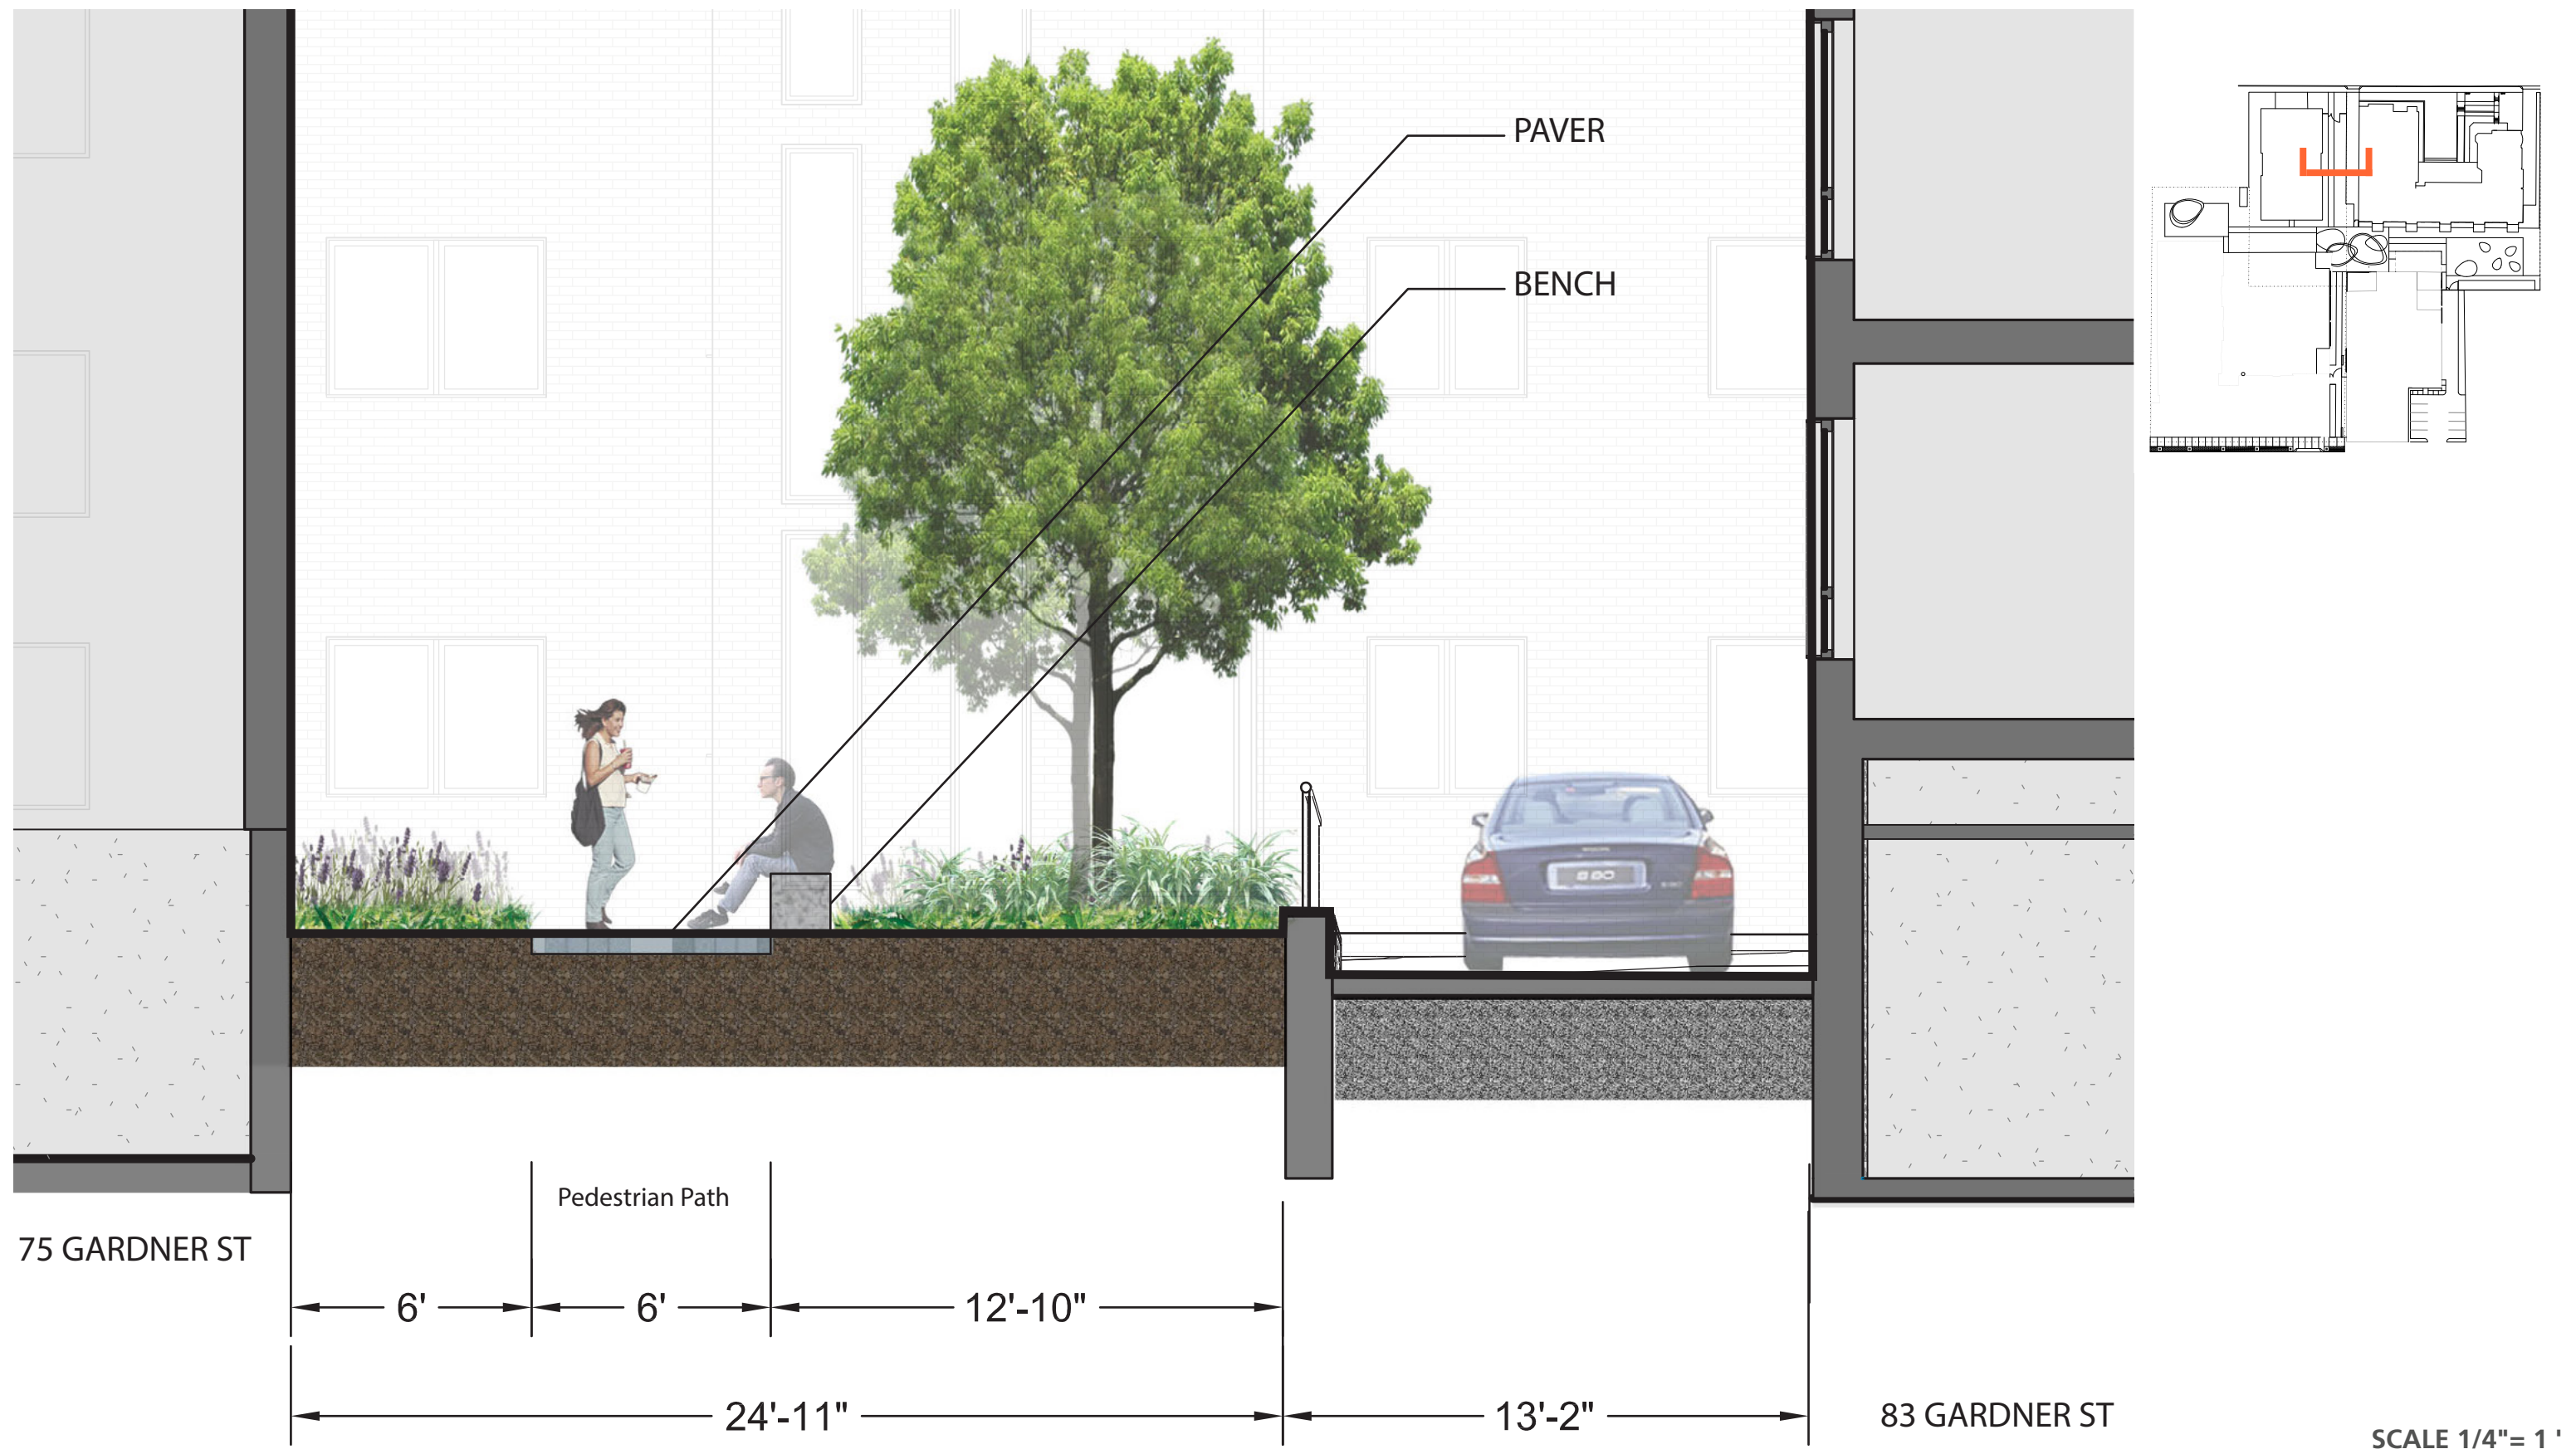 PAVER
BENCH
Pedestrian Path
75 GARDNER ST
6'
6'
12'-10"
24'-11"
13'-2"
83 GARDNER ST
SCALE 1/4"= 1 '